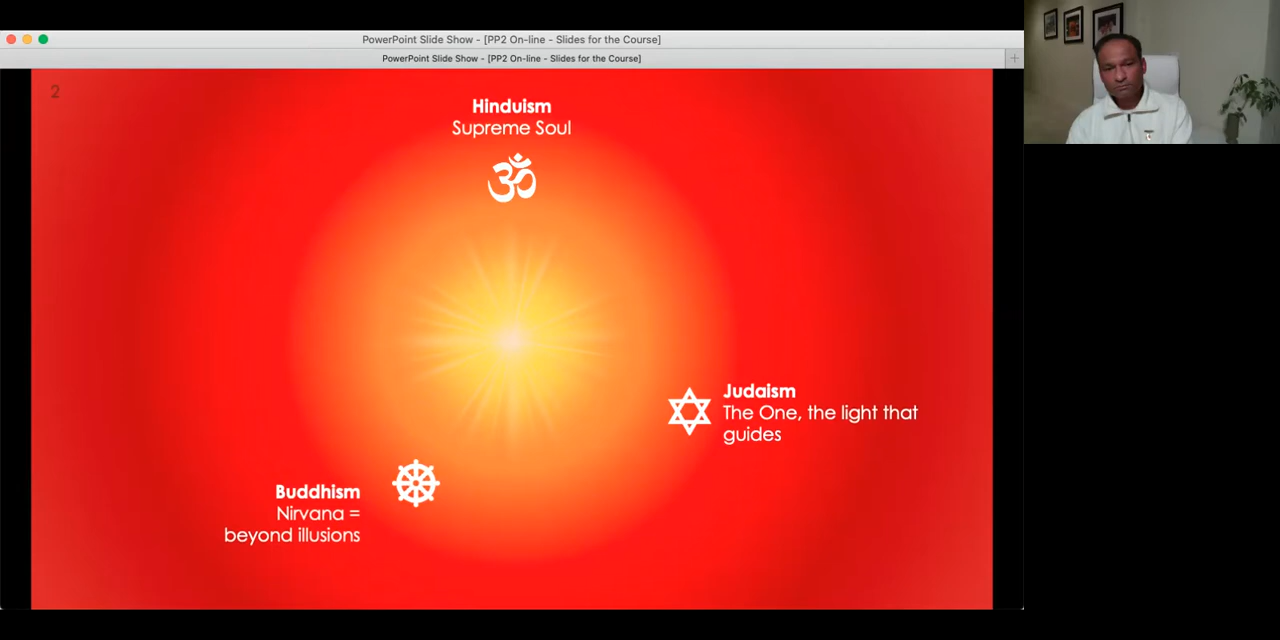 PowerPoint Slide Show - [PP2 On-line - Slides for the Course]
PowerPoint Slide Show - [PP2 On-line - Slides for the Course]
2
Hinduism
Supreme Soul
ॐ
Judaism
The One, the light that
guides
Buddhism
Nirvana =
beyond illusions